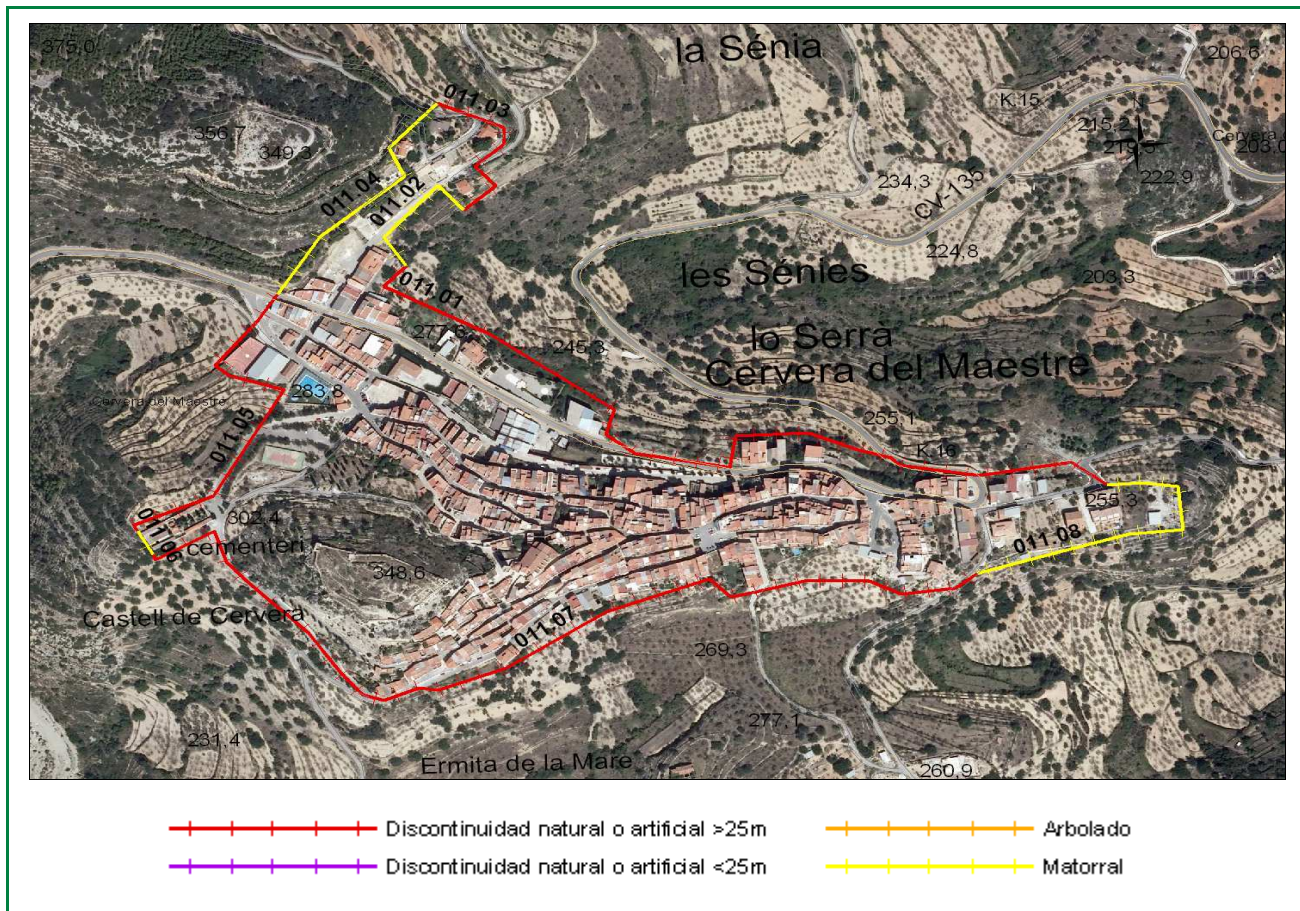 375,0
la Sénia
206,6
011.03
K.15
356,7
349,3
215,2
219,5
Cervera d
203,0
011.04
011.02
234,3
CV-135
222,9
224,8
les Sénies
203,3
011.01
277,6
245,3
lo Serra
Cervera del Maestre
283,8
Cervera del Maestre
011.05
255,1
K.16
255,3
011.06
302,4
cementeri
011.08
348,6
Castell de Cervera
011.07
269,3
277,1
231,4
Ermita de la Mare
260,9
Discontinuidad natural o artificial >25m
Arbolado
Discontinuidad natural o artificial <25m
Matorral